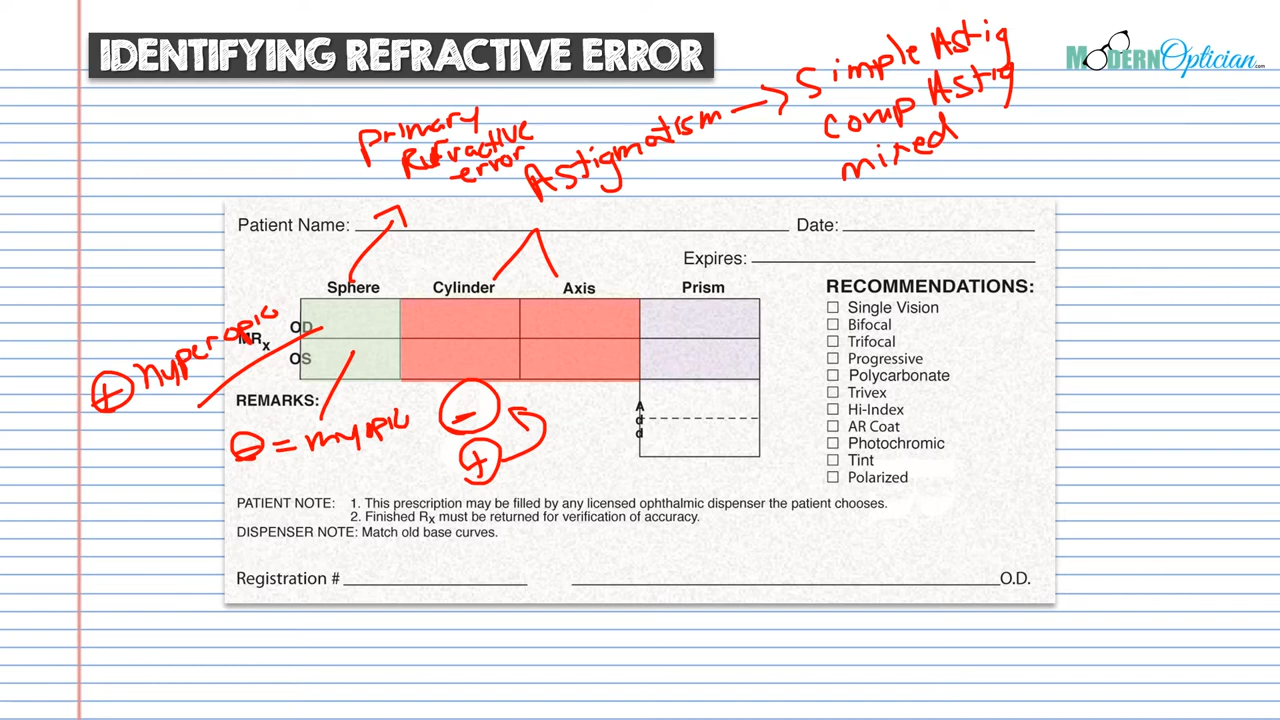 IDENTIFYING REFRACTIVE ERROR
MODERNOptician.com
primary
Refractive
error
Astigmatism → Simple Astig
comp Astig
mixed
Patient Name:
Date:
Expires:
Sphere Cylinder Axis Prism
MRx
OD
OS
+ hyperopic
REMARKS:
- = myopic
-
+
Add
RECOMMENDATIONS:
Single Vision
Bifocal
Trifocal
Progressive
Polycarbonate
Trivex
Hi-Index
AR Coat
Photochromic
Tint
Polarized
PATIENT NOTE: 1. This prescription may be filled by any licensed ophthalmic dispenser the patient chooses.
2. Finished Rx must be returned for verification of accuracy.
DISPENSER NOTE: Match old base curves.
Registration # O.D.